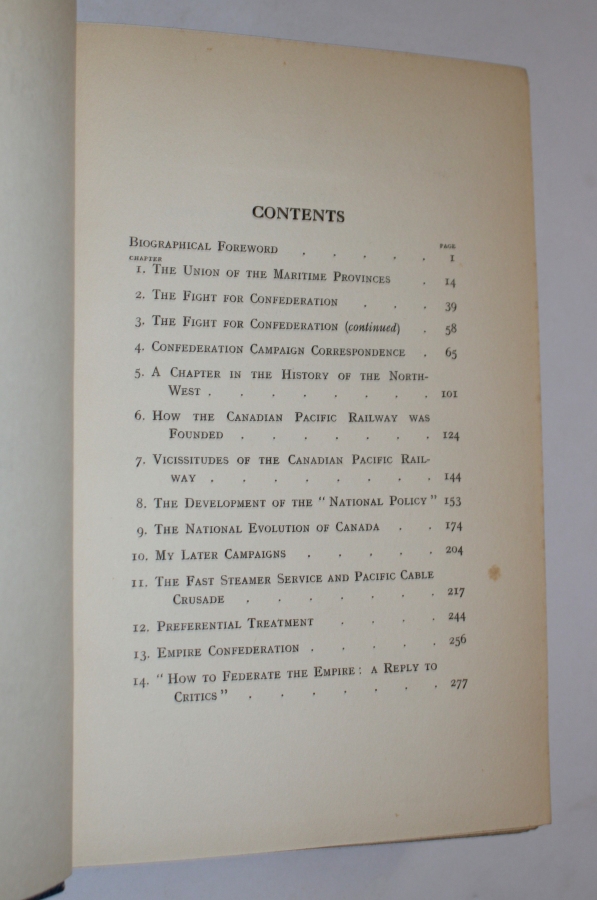 CONTENTS
PAGE
BIOGRAPHICAL FOREWORD . . . . . 1
CHAPTER
1. THE UNION OF THE MARITIME PROVINCES . 14
2. THE FIGHT FOR CONFEDERATION . . . 39
3. THE FIGHT FOR CONFEDERATION (continued) . 58
4. CONFEDERATION CAMPAIGN CORRESPONDENCE . 65
5. A CHAPTER IN THE HISTORY OF THE NORTH-
WEST . . . . . . . . 101
6. HOW THE CANADIAN PACIFIC RAILWAY WAS
FOUNDED . . . . . . . 124
7. VICISSITUDES OF THE CANADIAN PACIFIC RAIL-
WAY . . . . . . . . 144
8. THE DEVELOPMENT OF THE "NATIONAL POLICY" 153
9. THE NATIONAL EVOLUTION OF CANADA . . 174
10. MY LATER CAMPAIGNS . . . . . 204
11. THE FAST STEAMER SERVICE AND PACIFIC CABLE
CRUSADE . . . . . . . 217
12. PREFERENTIAL TREATMENT . . . . 244
13. EMPIRE CONFEDERATION . . . . . 256
14. "HOW TO FEDERATE THE EMPIRE: A REPLY TO
CRITICS" . . . . . . . 277